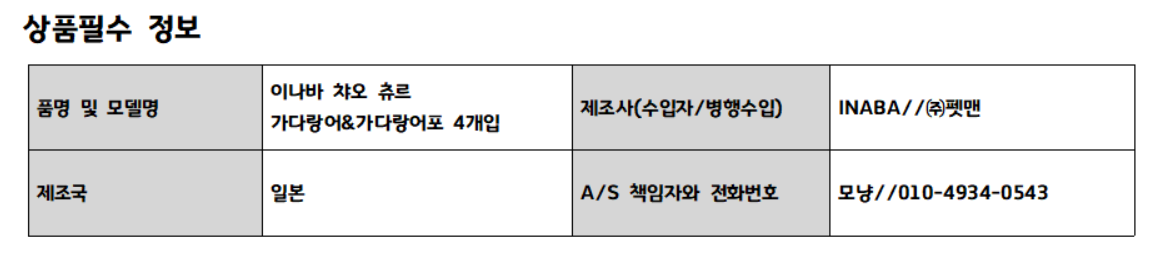 상품필수 정보
품명 및 모델명
이나바 챠오 츄르
가다랑어&가다랑어포 4개입
제조사(수입자/병행수입)
INABA//㈜펫맨
제조국
일본
A/S 책임자와 전화번호
모냥//010-4934-0543